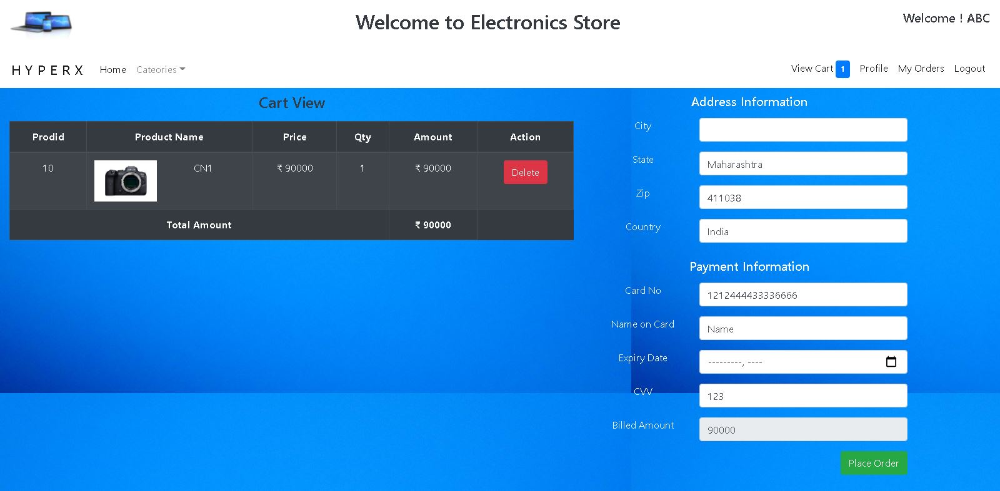 Welcome to Electronics Store
Welcome ! ABC
HYPERX Home Cateories View Cart 1 Profile My Orders Logout
Cart View
Prodid Product Name Price Qty Amount Action
10 CN1 ₹ 90000 1 ₹ 90000 Delete
Total Amount ₹ 90000
Address Information
City
State Maharashtra
Zip 411038
Country India
Payment Information
Card No 1212444433336666
Name on Card Name
Expiry Date ---------, ----
CVV 123
Billed Amount 90000
Place Order